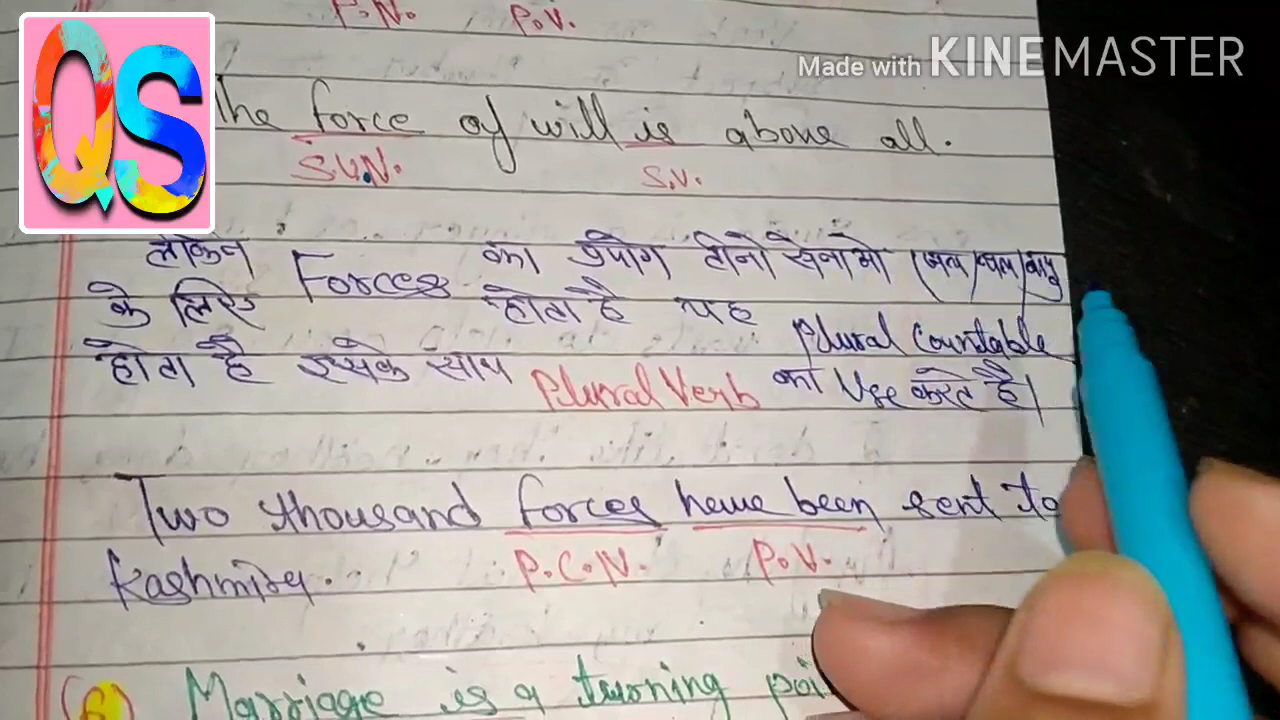 P.N. P.V.
QS
Made with KINEMASTER
The force of will is above all.
S.U.N. S.V.
लेकिन Forces का प्रयोग तीनो सेनाओ (जल/थल/वायु
के लिए होता है यह Plural Countable
होता है इसके साथ Plural Verb का Use करते है।
Two thousand forces have been sent to
Kashmir.
P.C.N. P.V.
(6) Marriage is a turning poi